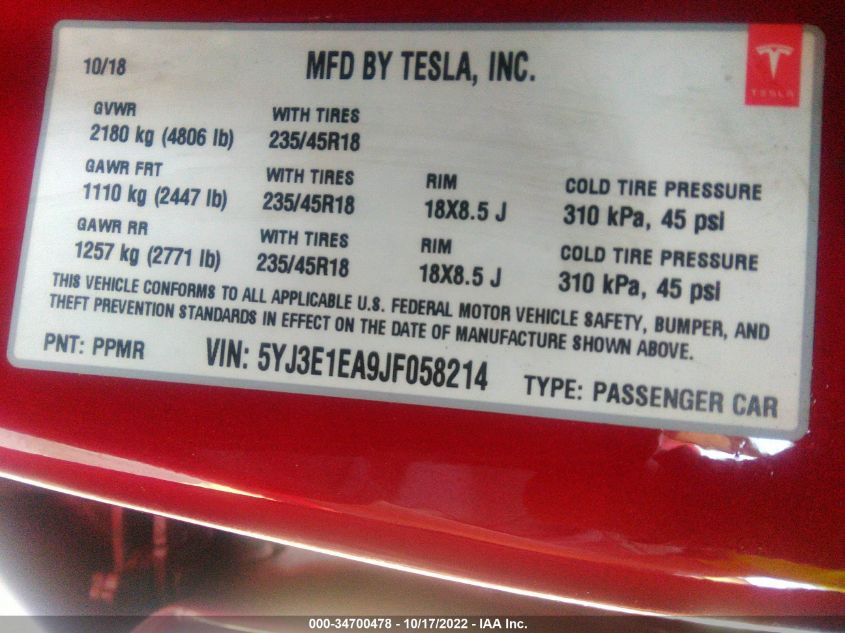 10/18
MFD BY TESLA, INC.
TESLA
GVWR
2180 kg (4806 lb)
WITH TIRES
235/45R18
GAWR FRT
1110 kg (2447 lb)
WITH TIRES
235/45R18
RIM
18X8.5 J
COLD TIRE PRESSURE
310 kPa, 45 psi
GAWR RR
1257 kg (2771 lb)
WITH TIRES
235/45R18
RIM
18X8.5 J
COLD TIRE PRESSURE
310 kPa, 45 psi
THIS VEHICLE CONFORMS TO ALL APPLICABLE U.S. FEDERAL MOTOR VEHICLE SAFETY, BUMPER, AND
THEFT PREVENTION STANDARDS IN EFFECT ON THE DATE OF MANUFACTURE SHOWN ABOVE.
PNT: PPMR
VIN: 5YJ3E1EA9JF058214
TYPE: PASSENGER CAR
000-34700478 - 10/17/2022 - IAA Inc.